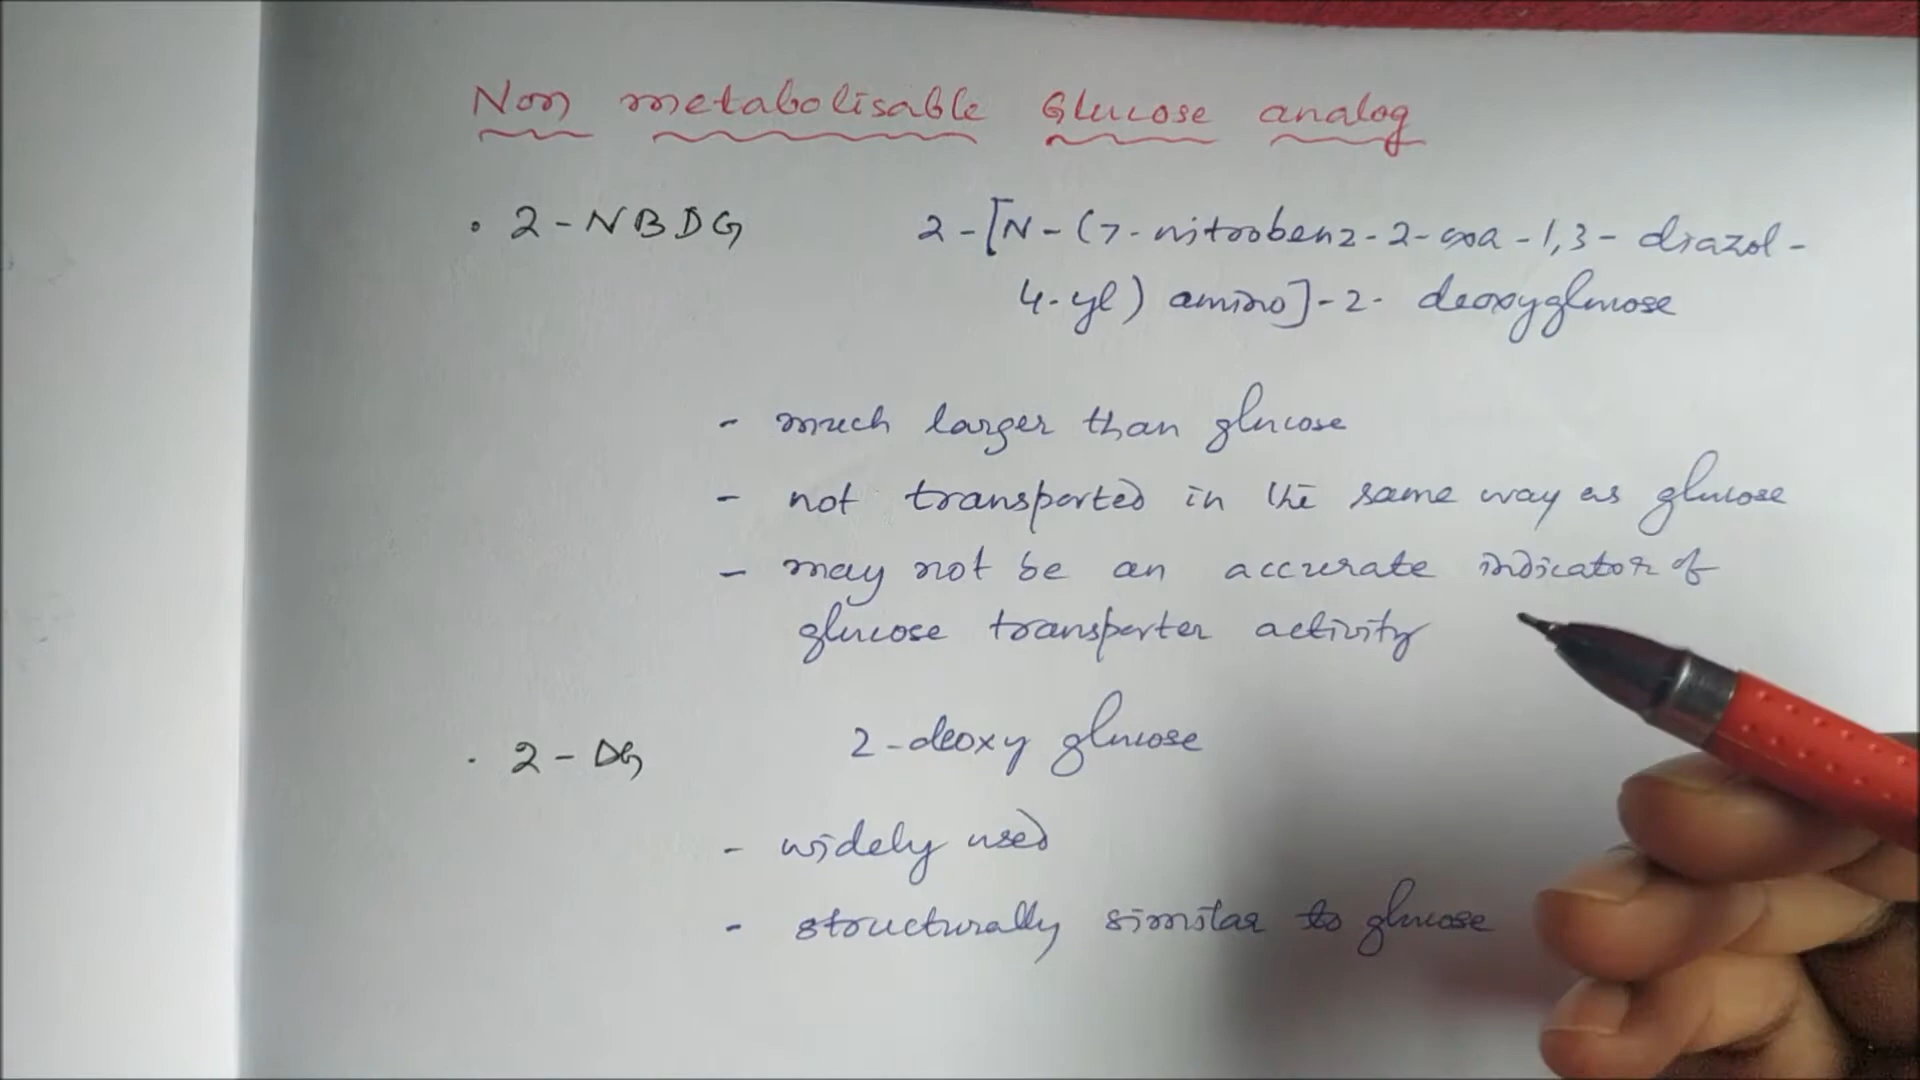 Non metabolisable Glucose analog
• 2-NBDG 2-[N-(7-nitrobenz-2-oxa-1,3-diazol-
4-yl) amino]-2-deoxyglucose
- much larger than glucose
- not transported in the same way as glucose
- may not be an accurate indicator of
glucose transporter activity
• 2-DG 2-deoxy glucose
- widely used
- structurally similar to glucose